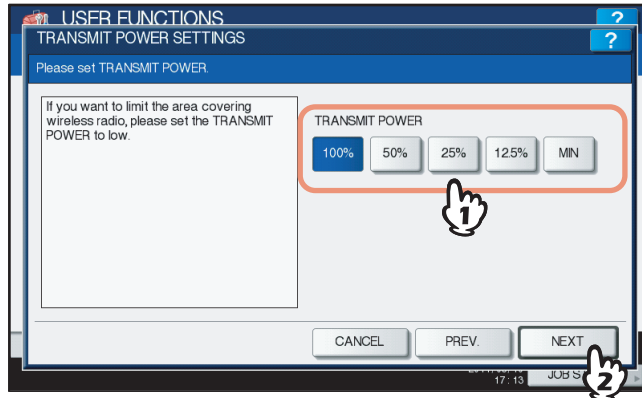 USER FUNCTIONS
?
TRANSMIT POWER SETTINGS
?
Please set TRANSMIT POWER.
If you want to limit the area covering
wireless radio, please set the TRANSMIT
POWER to low.
TRANSMIT POWER
100% 50% 25% 12.5% MIN
1
CANCEL PREV. NEXT
2
17:13 JOB S